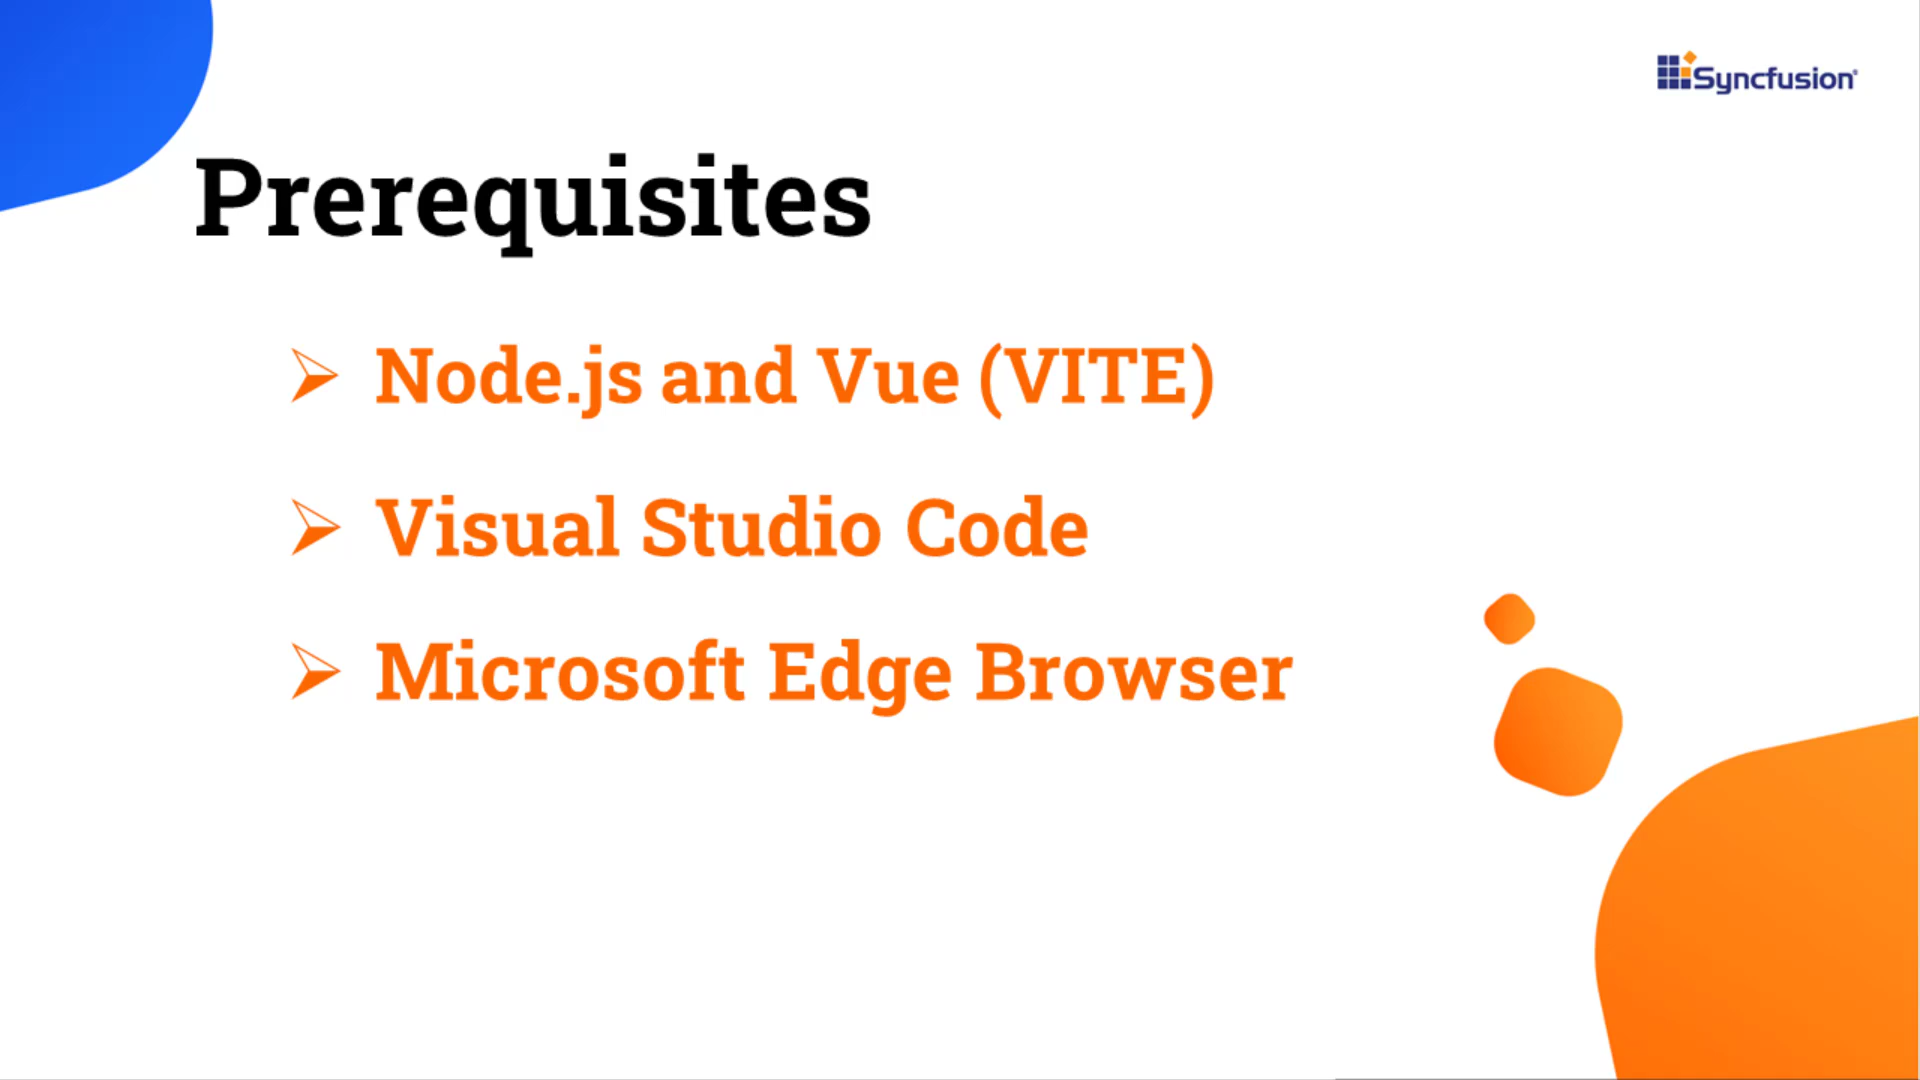 Syncfusion®
Prerequisites
➢ Node.js and Vue (VITE)
➢ Visual Studio Code
➢ Microsoft Edge Browser